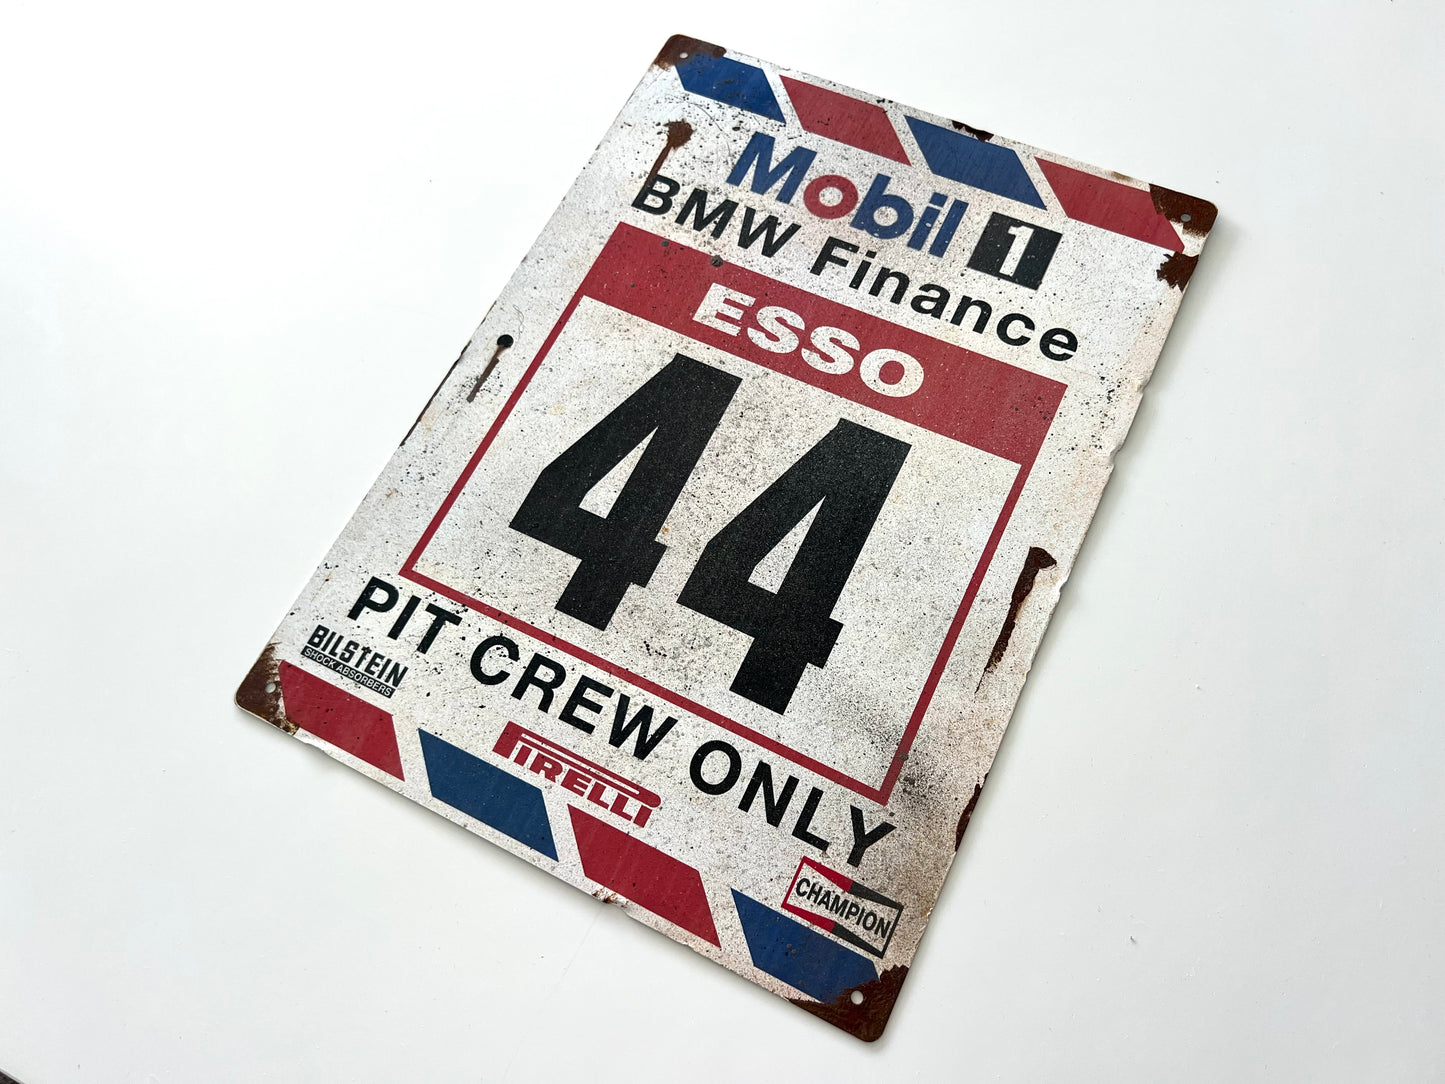 Mobil 1
BMW Finance
ESSO
44
PIT CREW ONLY
BILSTEIN
SHOCK ABSORBERS
PIRELLI
CHAMPION